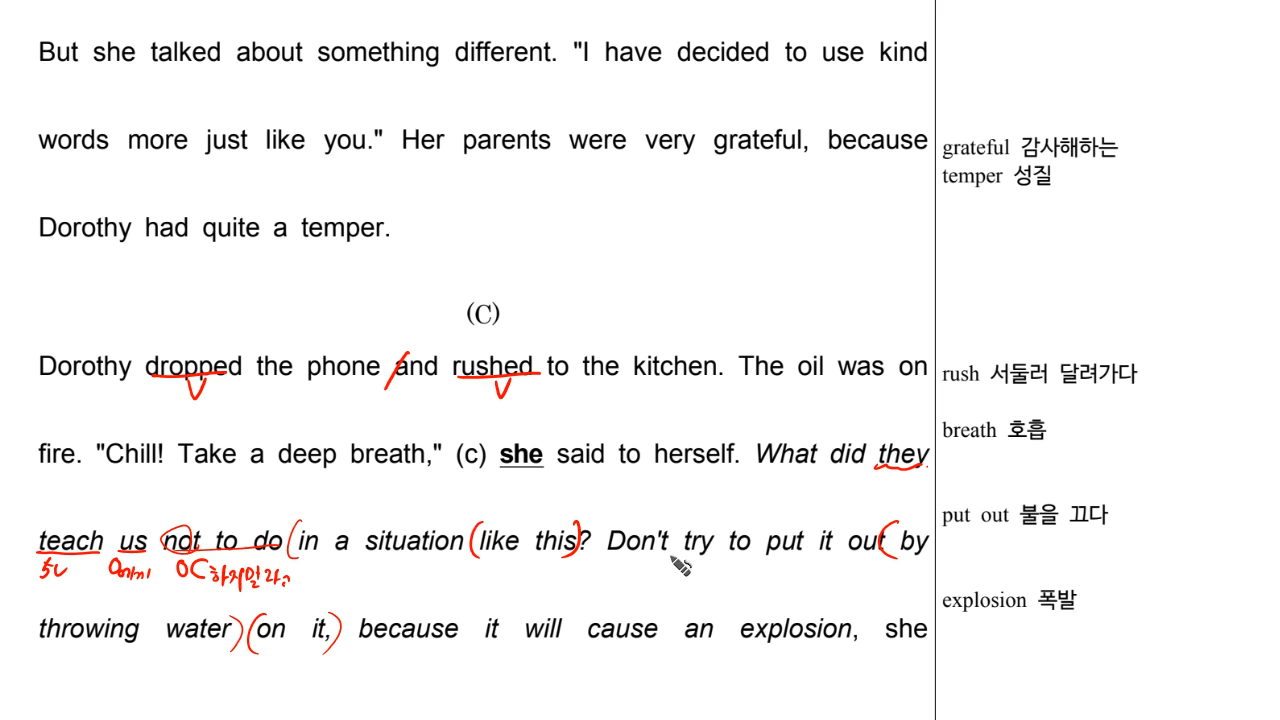 But she talked about something different. "I have decided to use kind
words more just like you." Her parents were very grateful, because
grateful 감사해하는
temper 성질
Dorothy had quite a temper.
(C)
Dorothy dropped the phone and rushed to the kitchen. The oil was on
rush 서둘러 달려가다
V V
breath 호흡
fire. "Chill! Take a deep breath," (c) she said to herself. What did they
put out 불을 끄다
teach us not to do in a situation like this? Don't try to put it out by
OC 하지말라고
explosion 폭발
throwing water on it, because it will cause an explosion, she